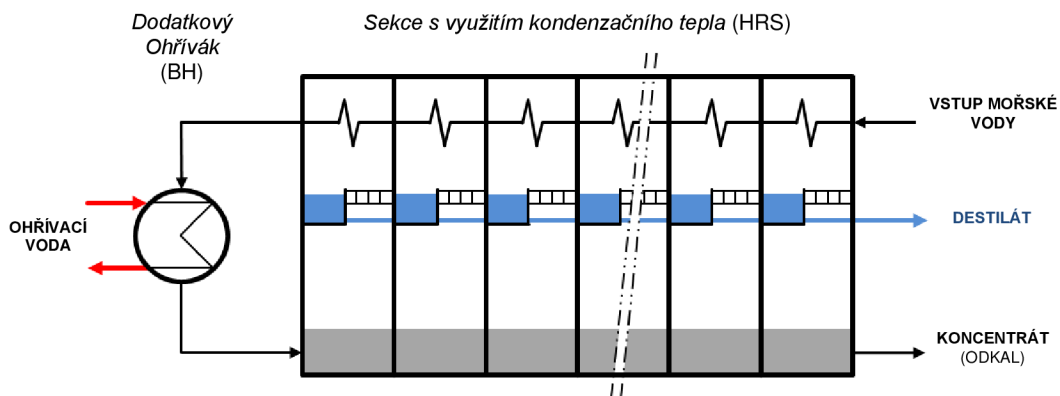 Dodatkový
Ohřívák
(BH)
Sekce s využitím kondenzačního tepla (HRS)
VSTUP MOŘSKÉ
VODY
OHŘÍVACÍ
VODA
DESTILÁT
KONCENTRÁT
(ODKAL)